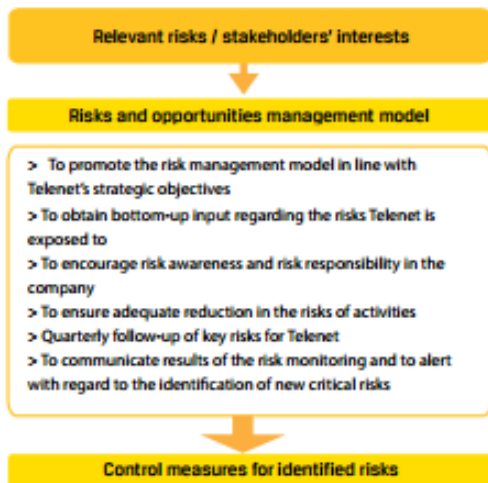 Relevant risks / stakeholders' interests
Risks and opportunities management model
> To promote the risk management model in line with
Telenet's strategic objectives
> To obtain bottom-up input regarding the risks Telenet is
exposed to
> To encourage risk awareness and risk responsibility in the
company
> To ensure adequate reduction in the risks of activities
> Quarterly follow-up of key risks for Telenet
> To communicate results of the risk monitoring and to alert
with regard to the identification of new critical risks
Control measures for identified risks